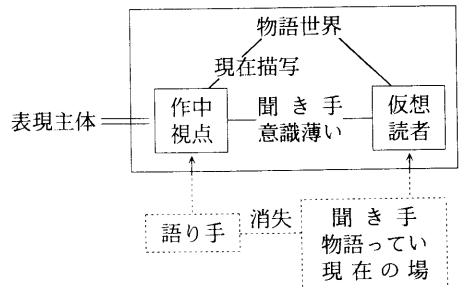 物語世界
現在描写
作中
視点
聞き手
意識薄い
仮想
読者
表現主体
語り手
消失
聞き手
物語ってい
現在の場